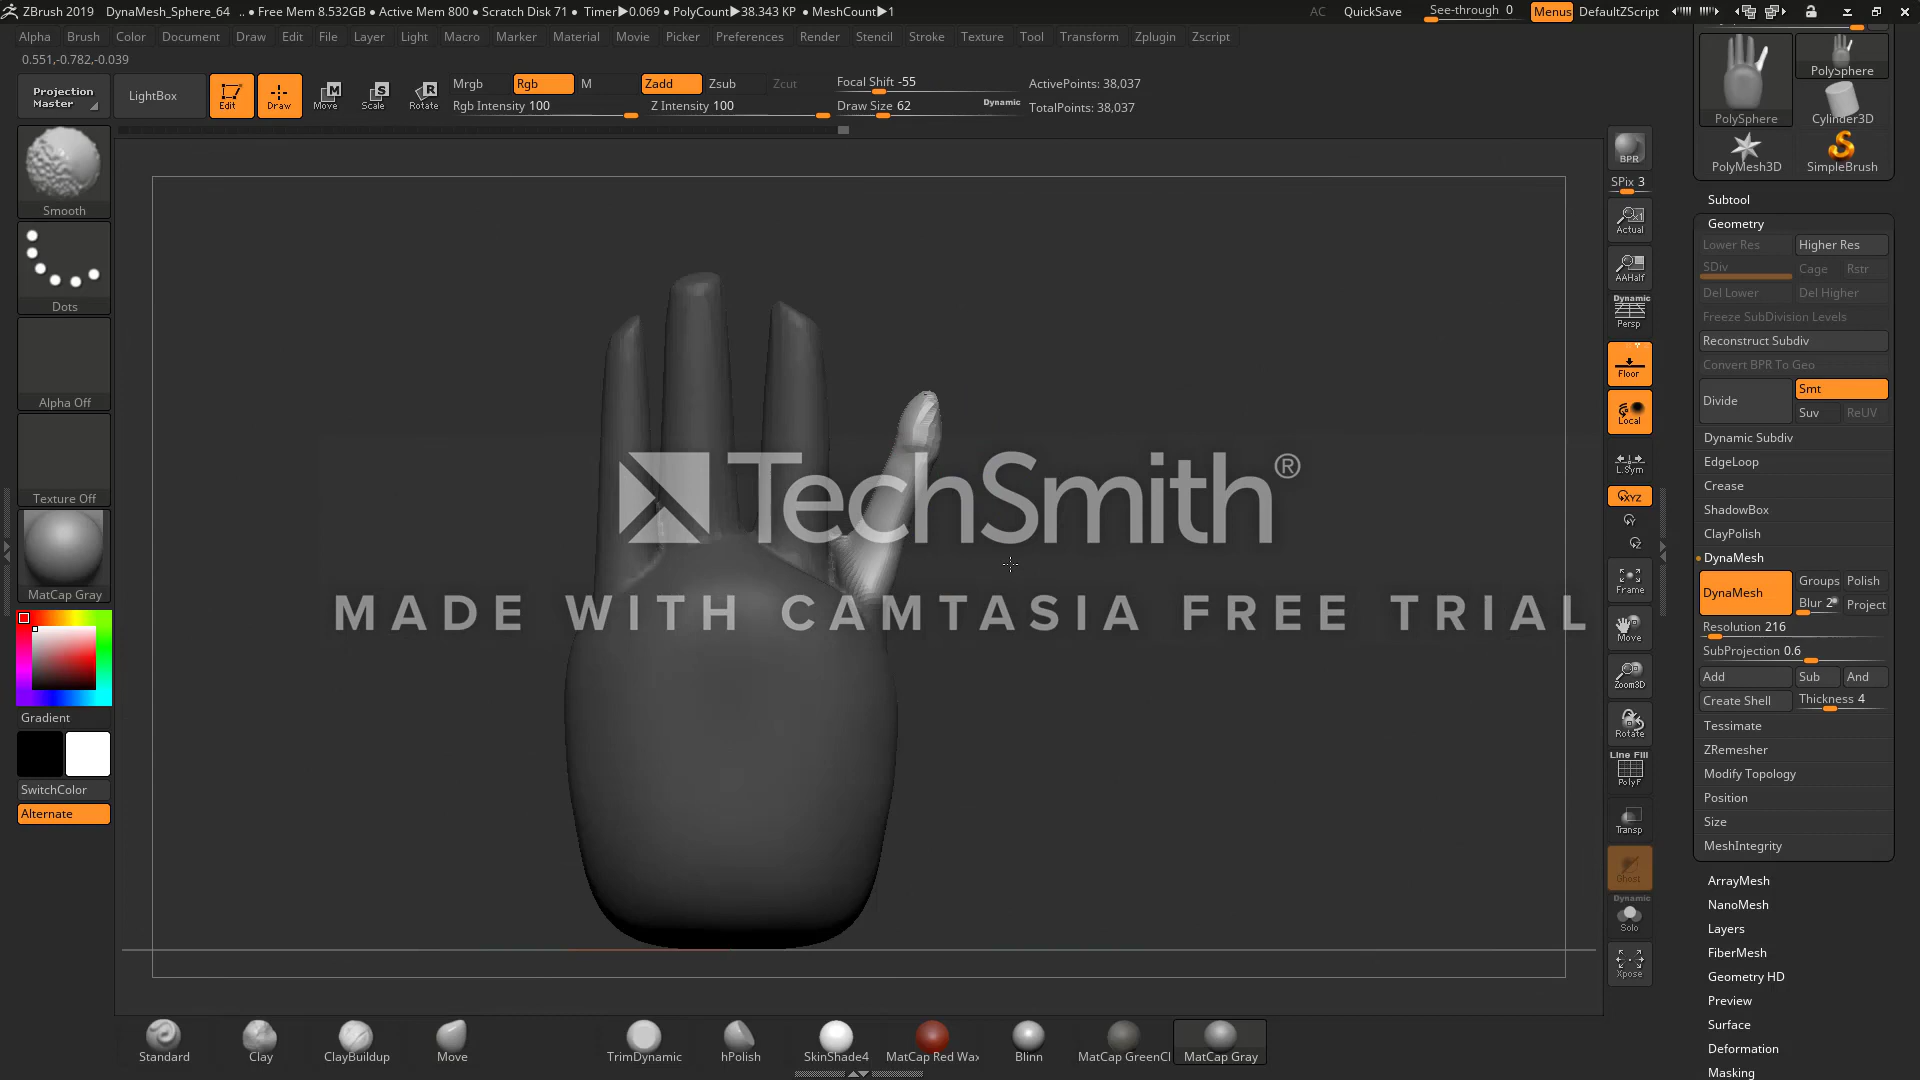 ZBrush 2019 DynaMesh_Sphere_64 .. • Free Mem 8.532GB • Active Mem 800 • Scratch Disk 71 • Timer▶0.069 • PolyCount▶38.343 KP • MeshCount▶1 AC QuickSave See-through 0 Menus DefaultZScript
Alpha Brush Color Document Draw Edit File Layer Light Macro Marker Material Movie Picker Preferences Render Stencil Stroke Texture Tool Transform Zplugin Zscript
0.551,-0.782,-0.039
Projection Master
LightBox
Edit
Draw
Move
Scale
Rotate
Mrgb Rgb M Zadd Zsub Zcut
Rgb Intensity 100 Z Intensity 100
Focal Shift -55
Draw Size 62 Dynamic
ActivePoints: 38,037
TotalPoints: 38,037
Smooth
Dots
Alpha Off
Texture Off
MatCap Gray
Gradient
SwitchColor
Alternate
TechSmith®
MADE WITH CAMTASIA FREE TRIAL
BPR
SPix 3
Actual
AAHalf
Dynamic
Persp
Floor
Local
L.Sym
XYZ
Y
Z
Frame
Move
Zoom3D
Rotate
Line Fill
PolyF
Transp
Ghost
Dynamic
Solo
Xpose
PolySphere
PolySphere
Cylinder3D
PolyMesh3D SimpleBrush
Subtool
Geometry
Lower Res Higher Res
SDiv Cage Rstr
Del Lower Del Higher
Freeze SubDivision Levels
Reconstruct Subdiv
Convert BPR To Geo
Divide Smt
Suv ReUV
Dynamic Subdiv
EdgeLoop
Crease
ShadowBox
ClayPolish
DynaMesh
DynaMesh Groups Polish
Blur 2 Project
Resolution 216
SubProjection 0.6
Add Sub And
Create Shell Thickness 4
Tessimate
ZRemesher
Modify Topology
Position
Size
MeshIntegrity
ArrayMesh
NanoMesh
Layers
FiberMesh
Geometry HD
Preview
Surface
Deformation
Masking
Standard Clay ClayBuildup Move TrimDynamic hPolish SkinShade4 MatCap Red Wax Blinn MatCap GreenCl MatCap Gray